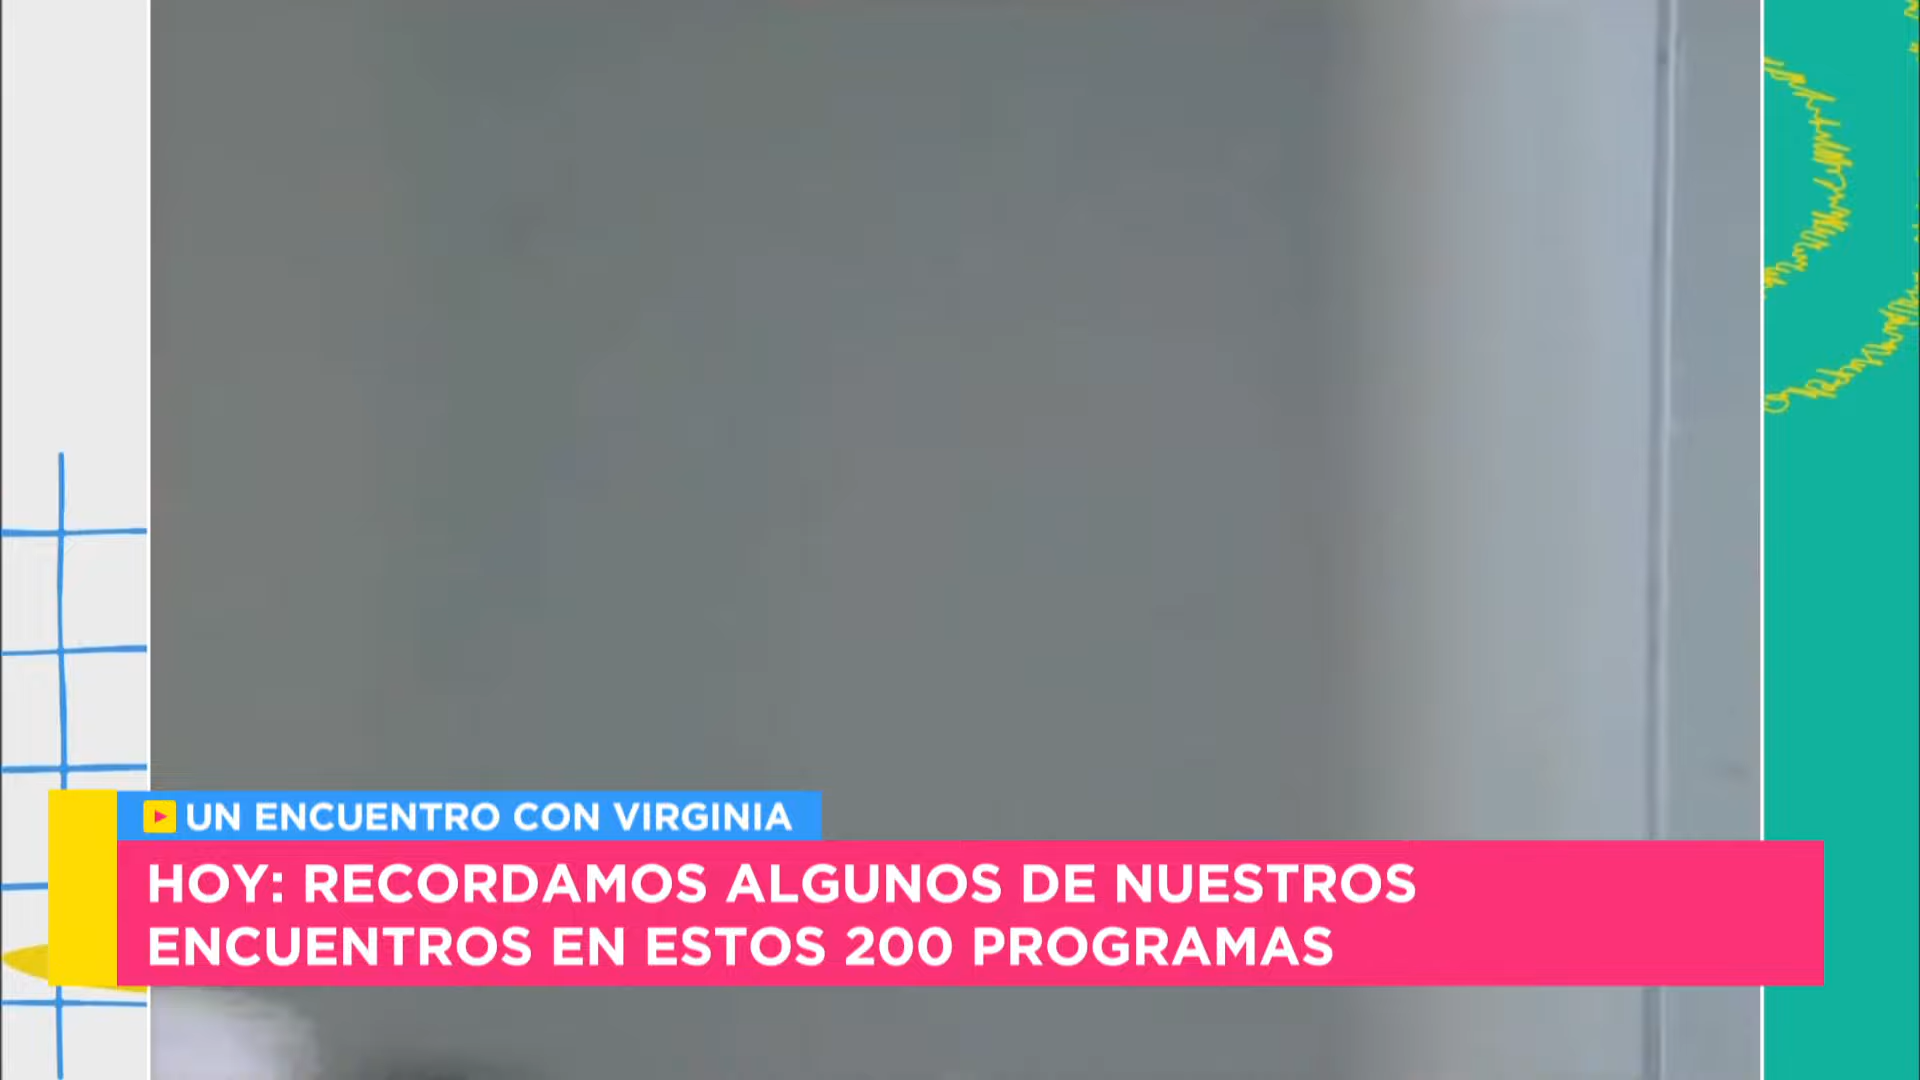 UN ENCUENTRO CON VIRGINIA
HOY: RECORDAMOS ALGUNOS DE NUESTROS
ENCUENTROS EN ESTOS 200 PROGRAMAS